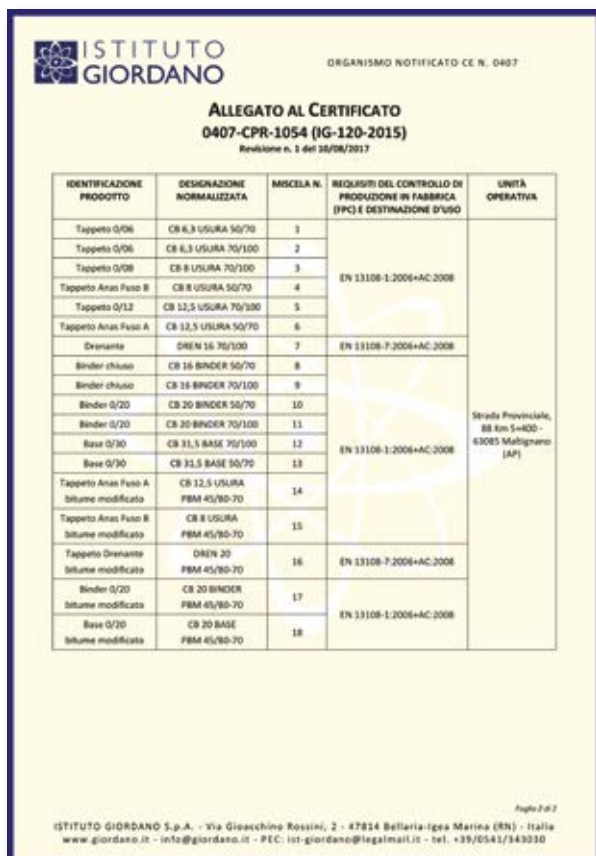 ISTITUTO
GIORDANO
ORGANISMO NOTIFICATO CE N. 0407
ALLEGATO AL CERTIFICATO
0407-CPR-1054 (IG-120-2015)
Revisione n. 1 del 10/08/2017
IDENTIFICAZIONE PRODOTTO DESIGNAZIONE NORMALIZZATA MISCELA N. REQUISITI DEL CONTROLLO DI PRODUZIONE IN FABBRICA (FPC) E DESTINAZIONE D'USO UNITÀ OPERATIVA
Tappeto 0/06 CB 6,3 USURA 50/70 1
Tappeto 0/06 CB 6,3 USURA 70/100 2
Tappeto 0/08 CB 8 USURA 70/100 3
EN 13108-1:2006+AC:2008
Tappeto Anas Fuso B CB 8 USURA 50/70 4
Tappeto 0/12 CB 12,5 USURA 70/100 5
Tappeto Anas Fuso A CB 12,5 USURA 50/70 6
Drenante DREN 16 70/100 7 EN 13108-7:2006+AC:2008
Binder chiuso CB 16 BINDER 50/70 8
Binder chiuso CB 16 BINDER 70/100 9
Binder 0/20 CB 20 BINDER 50/70 10
Binder 0/20 CB 20 BINDER 70/100 11
Strada Provinciale,
88 Km 5+400 -
63085 Maltignano
(AP)
EN 13108-1:2006+AC:2008
Base 0/30 CB 31,5 BASE 70/100 12
Base 0/30 CB 31,5 BASE 50/70 13
Tappeto Anas Fuso A CB 12,5 USURA
bitume modificato PBM 45/80-70 14
Tappeto Anas Fuso B CB 8 USURA
bitume modificato PBM 45/80-70 15
Tappeto Drenante DREN 20
bitume modificato PBM 45/80-70 16 EN 13108-7:2006+AC:2008
Binder 0/20 CB 20 BINDER
bitume modificato PBM 45/80-70 17
EN 13108-1:2006+AC:2008
Base 0/20 CB 20 BASE
bitume modificato PBM 45/80-70 18
Foglio 2 di 2
ISTITUTO GIORDANO S.p.A. - Via Gioacchino Rossini, 2 - 47814 Bellaria-Igea Marina (RN) - Italia
www.giordano.it - info@giordano.it - PEC: ist-giordano@legalmail.it - tel. +39/0541/343030